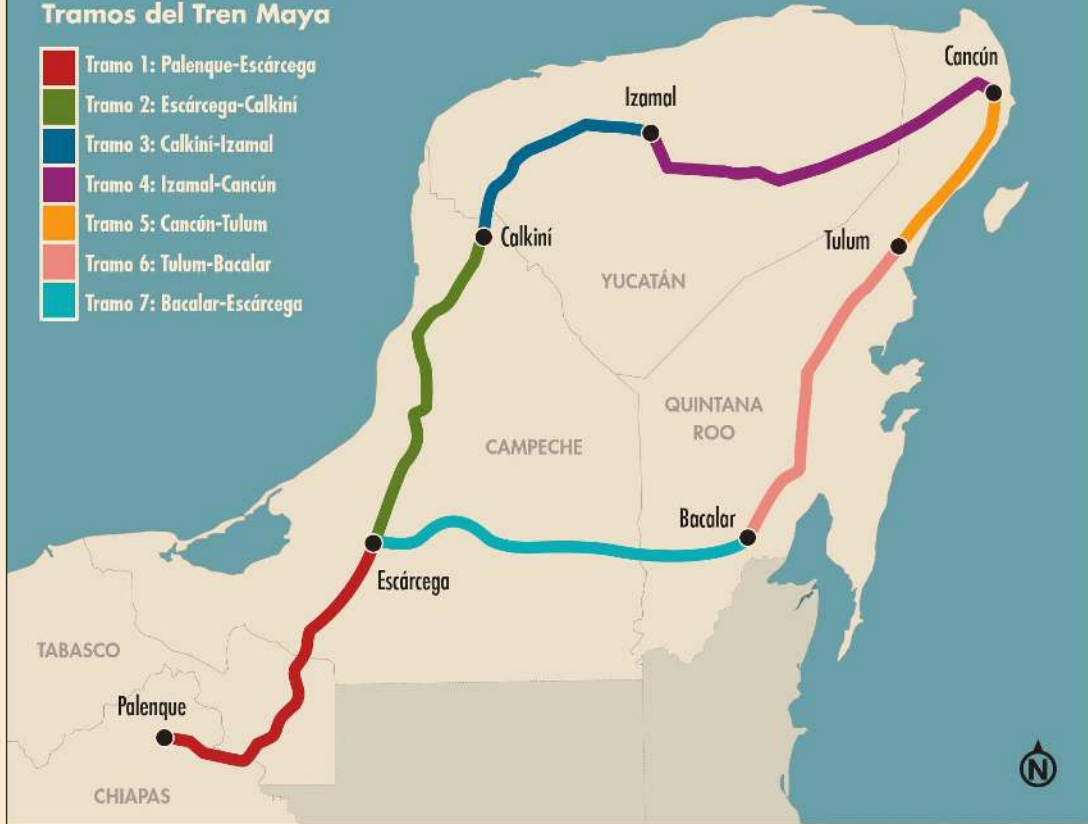 Tramos del Tren Maya
Tramo 1: Palenque-Escárcega
Tramo 2: Escárcega-Calkiní
Tramo 3: Calkiní-Izamal
Tramo 4: Izamal-Cancún
Tramo 5: Cancún-Tulum
Tramo 6: Tulum-Bacalar
Tramo 7: Bacalar-Escárcega
Cancún
Izamal
Calkiní
Tulum
YUCATÁN
QUINTANA
ROO
CAMPECHE
Bacalar
Escárcega
TABASCO
Palenque
CHIAPAS
N